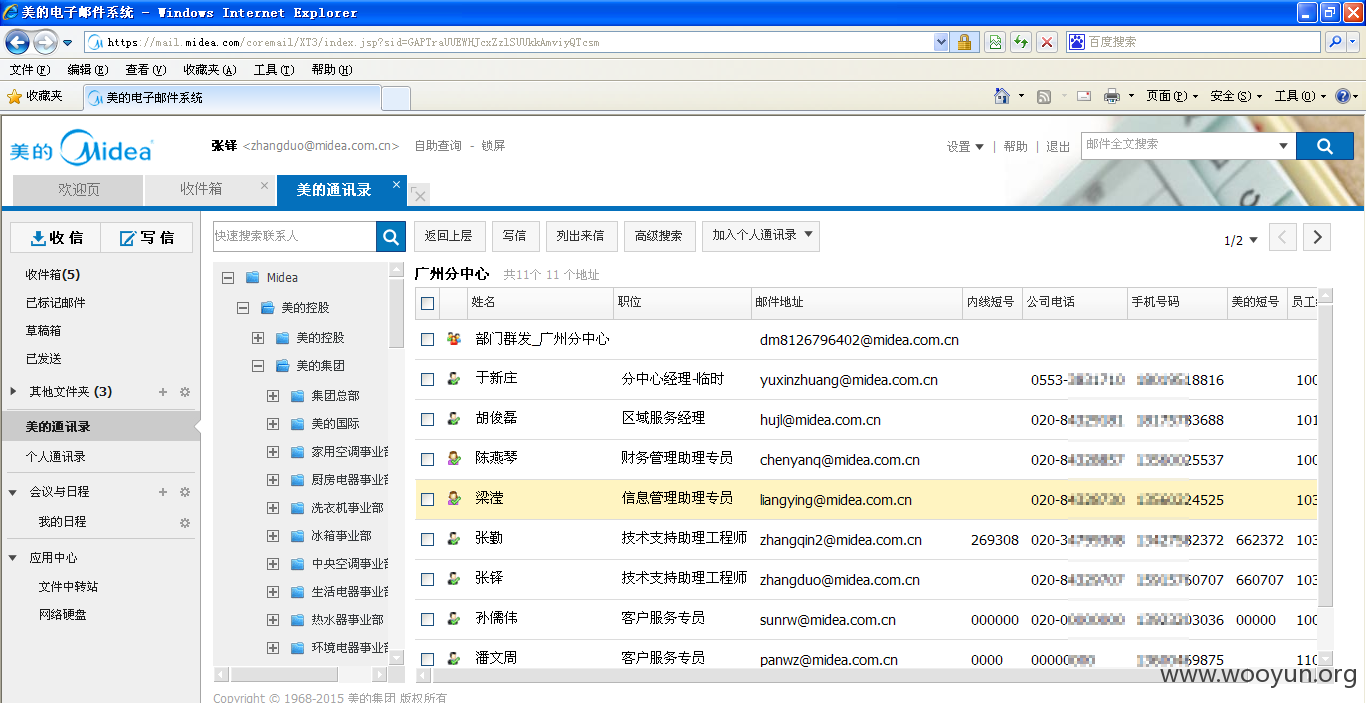 美的电子邮件系统 - Windows Internet Explorer
https://mail.midea.com/coremail/XT3/index.jsp?sid=
百度搜索
文件(F) 编辑(E) 查看(V) 收藏夹(A) 工具(T) 帮助(H)
收藏夹 美的电子邮件系统 页面(P) 安全(S) 工具(O)
美的 Midea 张铎 <zhangduo@midea.com.cn> 自助查询 - 锁屏 设置 | 帮助 | 退出 邮件全文搜索
欢迎页 收件箱 美的通讯录
收信 写信
收件箱(5)
已标记邮件
草稿箱
已发送
其他文件夹 (3)
美的通讯录
个人通讯录
会议与日程
我的日程
应用中心
文件中转站
网络硬盘
快速搜索联系人
Midea
美的控股
美的控股
美的集团
集团总部
美的国际
家用空调事业部
厨房电器事业部
洗衣机事业部
冰箱事业部
中央空调事业部
生活电器事业部
热水器事业部
环境电器事业部
返回上层 写信 列出来信 高级搜索 加入个人通讯录 1/2
广州分中心 共11个 11 个地址
姓名 职位 邮件地址 内线短号 公司电话 手机号码 美的短号 员工
部门群发_广州分中心 dm8126796402@midea.com.cn
于新庄 分中心经理-临时 yuxinzhuang@midea.com.cn 0553- 18816 100
胡俊磊 区域服务经理 hujl@midea.com.cn 020-8 83688 101
陈燕琴 财务管理助理专员 chenyanq@midea.com.cn 020-8 25537 100
梁滢 信息管理助理专员 liangying@midea.com.cn 020-8 24525 103
张勤 技术支持助理工程师 zhangqin2@midea.com.cn 269308 020-3 82372 662372 103
张铎 技术支持助理工程师 zhangduo@midea.com.cn 020-8 60707 660707 103
孙儒伟 客户服务专员 sunrw@midea.com.cn 000000 020-0 03036 00000 100
潘文周 客户服务专员 panwz@midea.com.cn 0000 00000 69875 110
Copyright © 1968-2015 美的集团 版权所有
www.wooyun.org